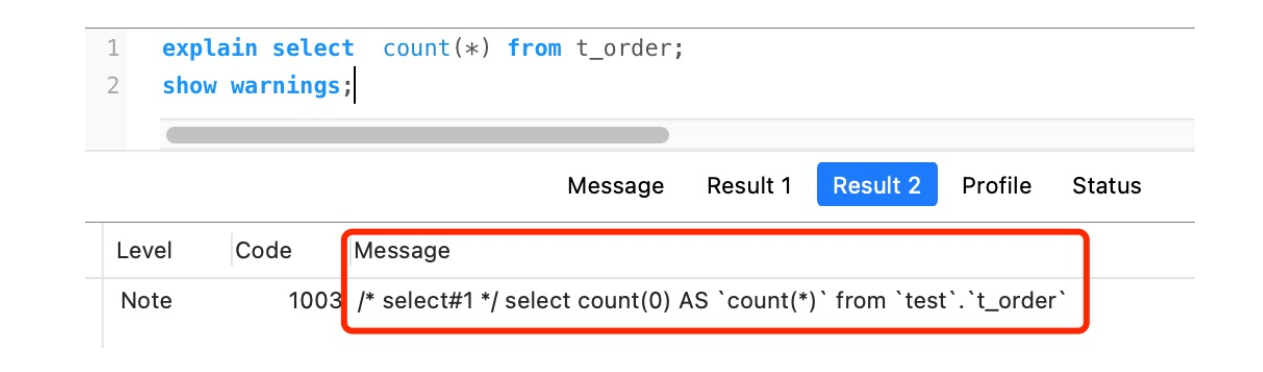 1 explain select count(*) from t_order;
2 show warnings;
Message Result 1 Result 2 Profile Status
Level Code Message
Note 1003 /* select#1 */ select count(0) AS `count(*)` from `test`.`t_order`